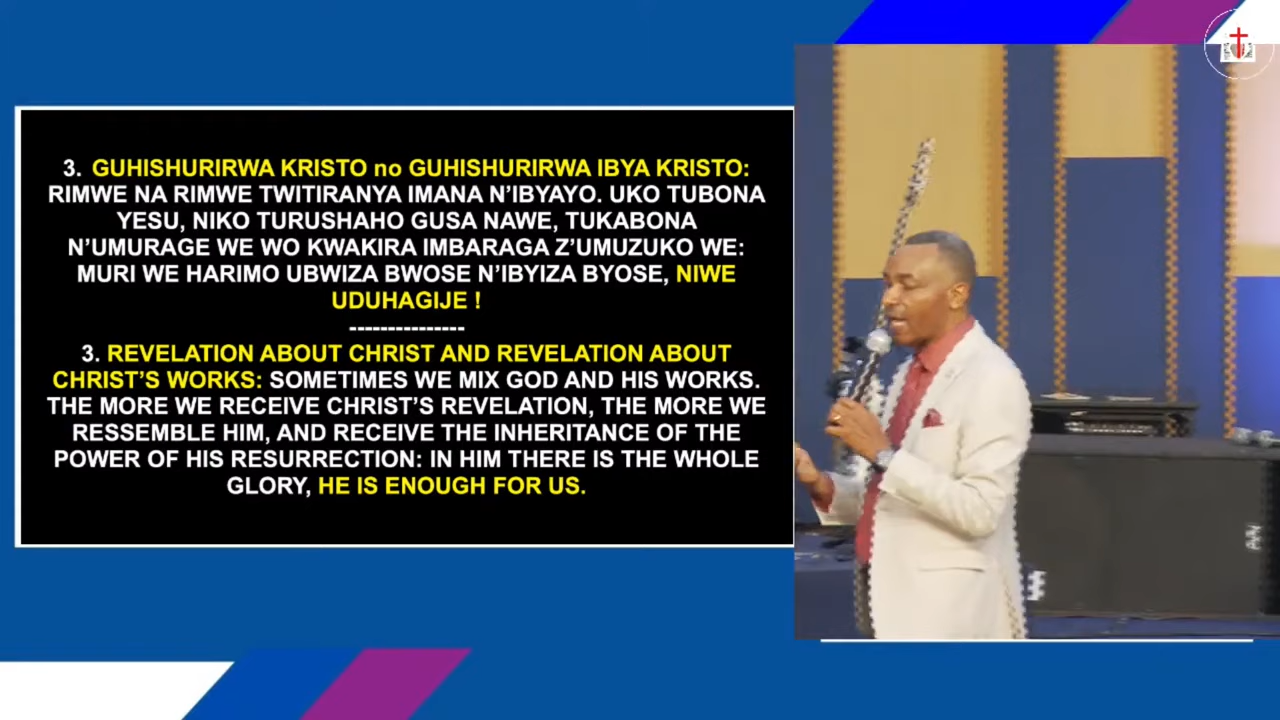 3. GUHISHURIRWA KRISTO no GUHISHURIRWA IBYA KRISTO:
RIMWE NA RIMWE TWITIRANYA IMANA N’IBYAYO. UKO TUBONA
YESU, NIKO TURUSHAHO GUSA NAWE, TUKABONA
N’UMURAGE WE WO KWAKIRA IMBARAGA Z’UMUZUKO WE:
MURI WE HARIMO UBWIZA BWOSE N’IBYIZA BYOSE, NIWE
UDUHAGIJE !
---------------
3. REVELATION ABOUT CHRIST AND REVELATION ABOUT
CHRIST’S WORKS: SOMETIMES WE MIX GOD AND HIS WORKS.
THE MORE WE RECEIVE CHRIST’S REVELATION, THE MORE WE
RESSEMBLE HIM, AND RECEIVE THE INHERITANCE OF THE
POWER OF HIS RESURRECTION: IN HIM THERE IS THE WHOLE
GLORY, HE IS ENOUGH FOR US.